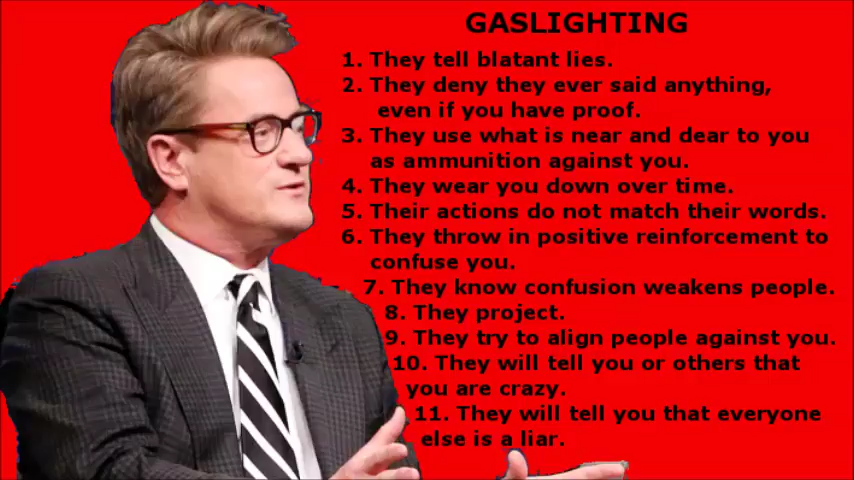 GASLIGHTING
1. They tell blatant lies.
2. They deny they ever said anything,
even if you have proof.
3. They use what is near and dear to you
as ammunition against you.
4. They wear you down over time.
5. Their actions do not match their words.
6. They throw in positive reinforcement to
confuse you.
7. They know confusion weakens people.
8. They project.
9. They try to align people against you.
10. They will tell you or others that
you are crazy.
11. They will tell you that everyone
else is a liar.